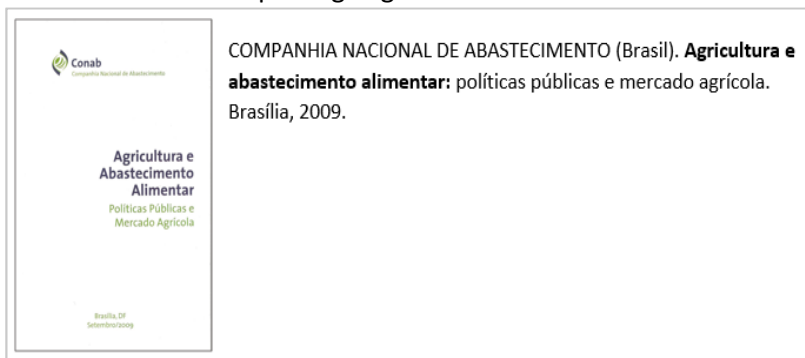 Conab
Companhia Nacional de Abastecimento
Agricultura e
Abastecimento
Alimentar
Políticas Públicas e
Mercado Agrícola
Brasília, DF
Setembro/2009
COMPANHIA NACIONAL DE ABASTECIMENTO (Brasil). Agricultura e
abastecimento alimentar: políticas públicas e mercado agrícola.
Brasília, 2009.